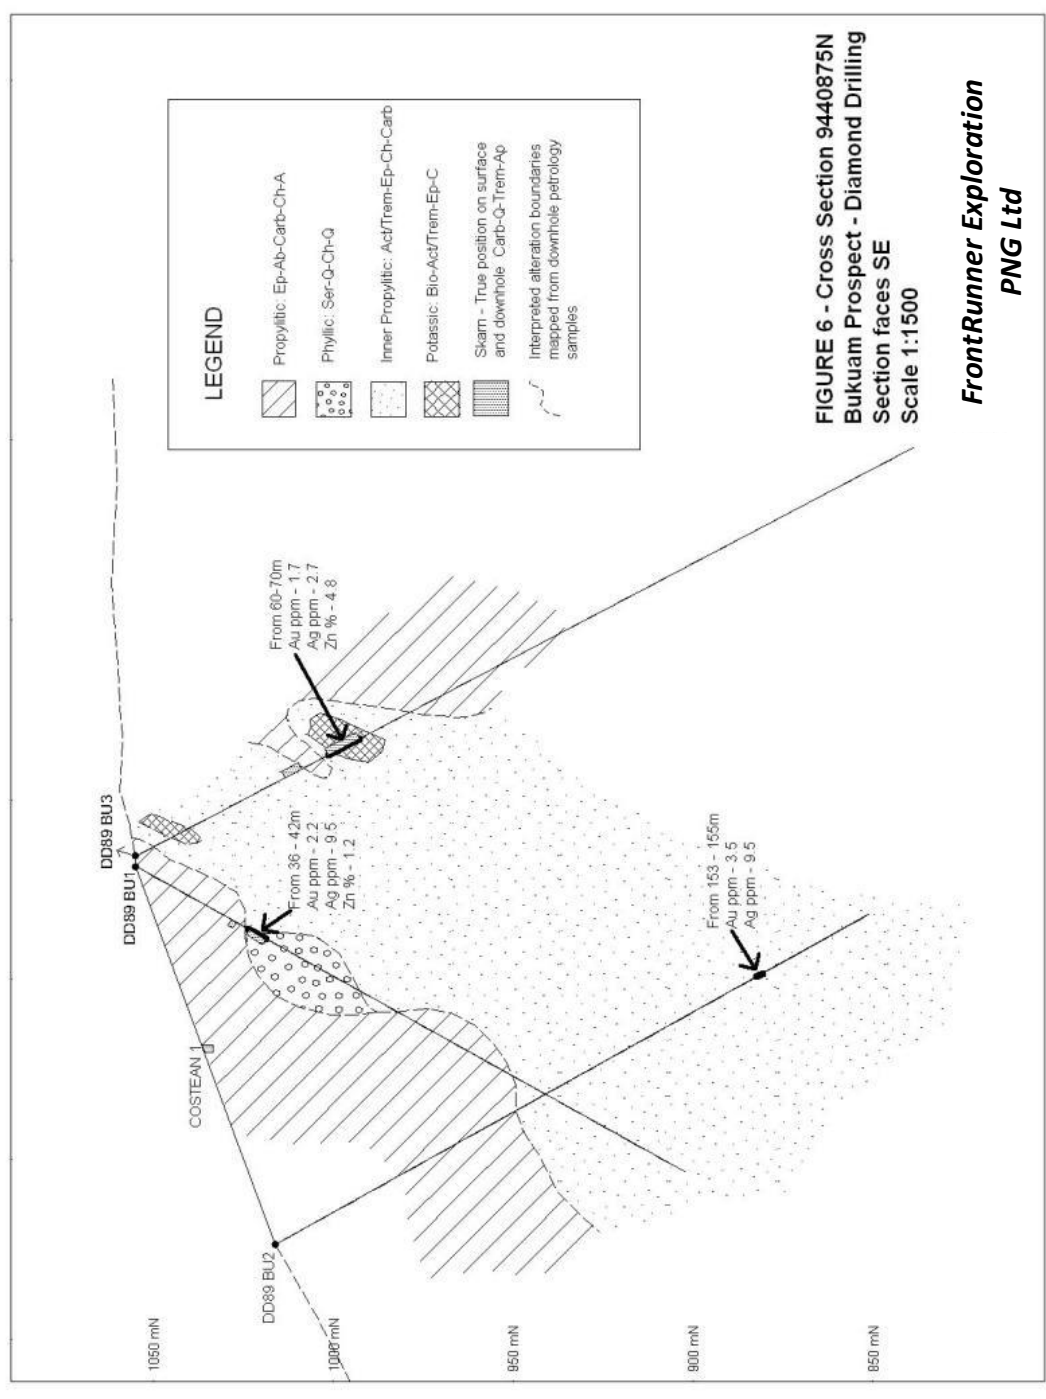 LEGEND
Propylitic: Ep-Ab-Carb-Ch-A
Phyllic: Ser-Q-Ch-Q
Inner Propylitic: Act/Trem-Ep-Ch-Carb
Potassic: Bio-Act/Trem-Ep-C
Skarn - True position on surface
and downhole Carb-Q-Trem-Ap
Interpreted alteration boundaries
mapped from downhole petrology
samples
DD89 BU3
DD89 BU1
COSTEAN 1
DD89 BU2
From 60-70m
Au ppm - 1.7
Ag ppm - 2.7
Zn % - 4.8
From 36 - 42m
Au ppm - 2.2
Ag ppm - 9.5
Zn % - 1.2
From 153 - 155m
Au ppm - 3.5
Ag ppm - 9.5
1050 mN
1000 mN
950 mN
900 mN
850 mN
FIGURE 6 - Cross Section 9440875N
Bukuam Prospect - Diamond Drilling
Section faces SE
Scale 1:1500
FrontRunner Exploration
PNG Ltd